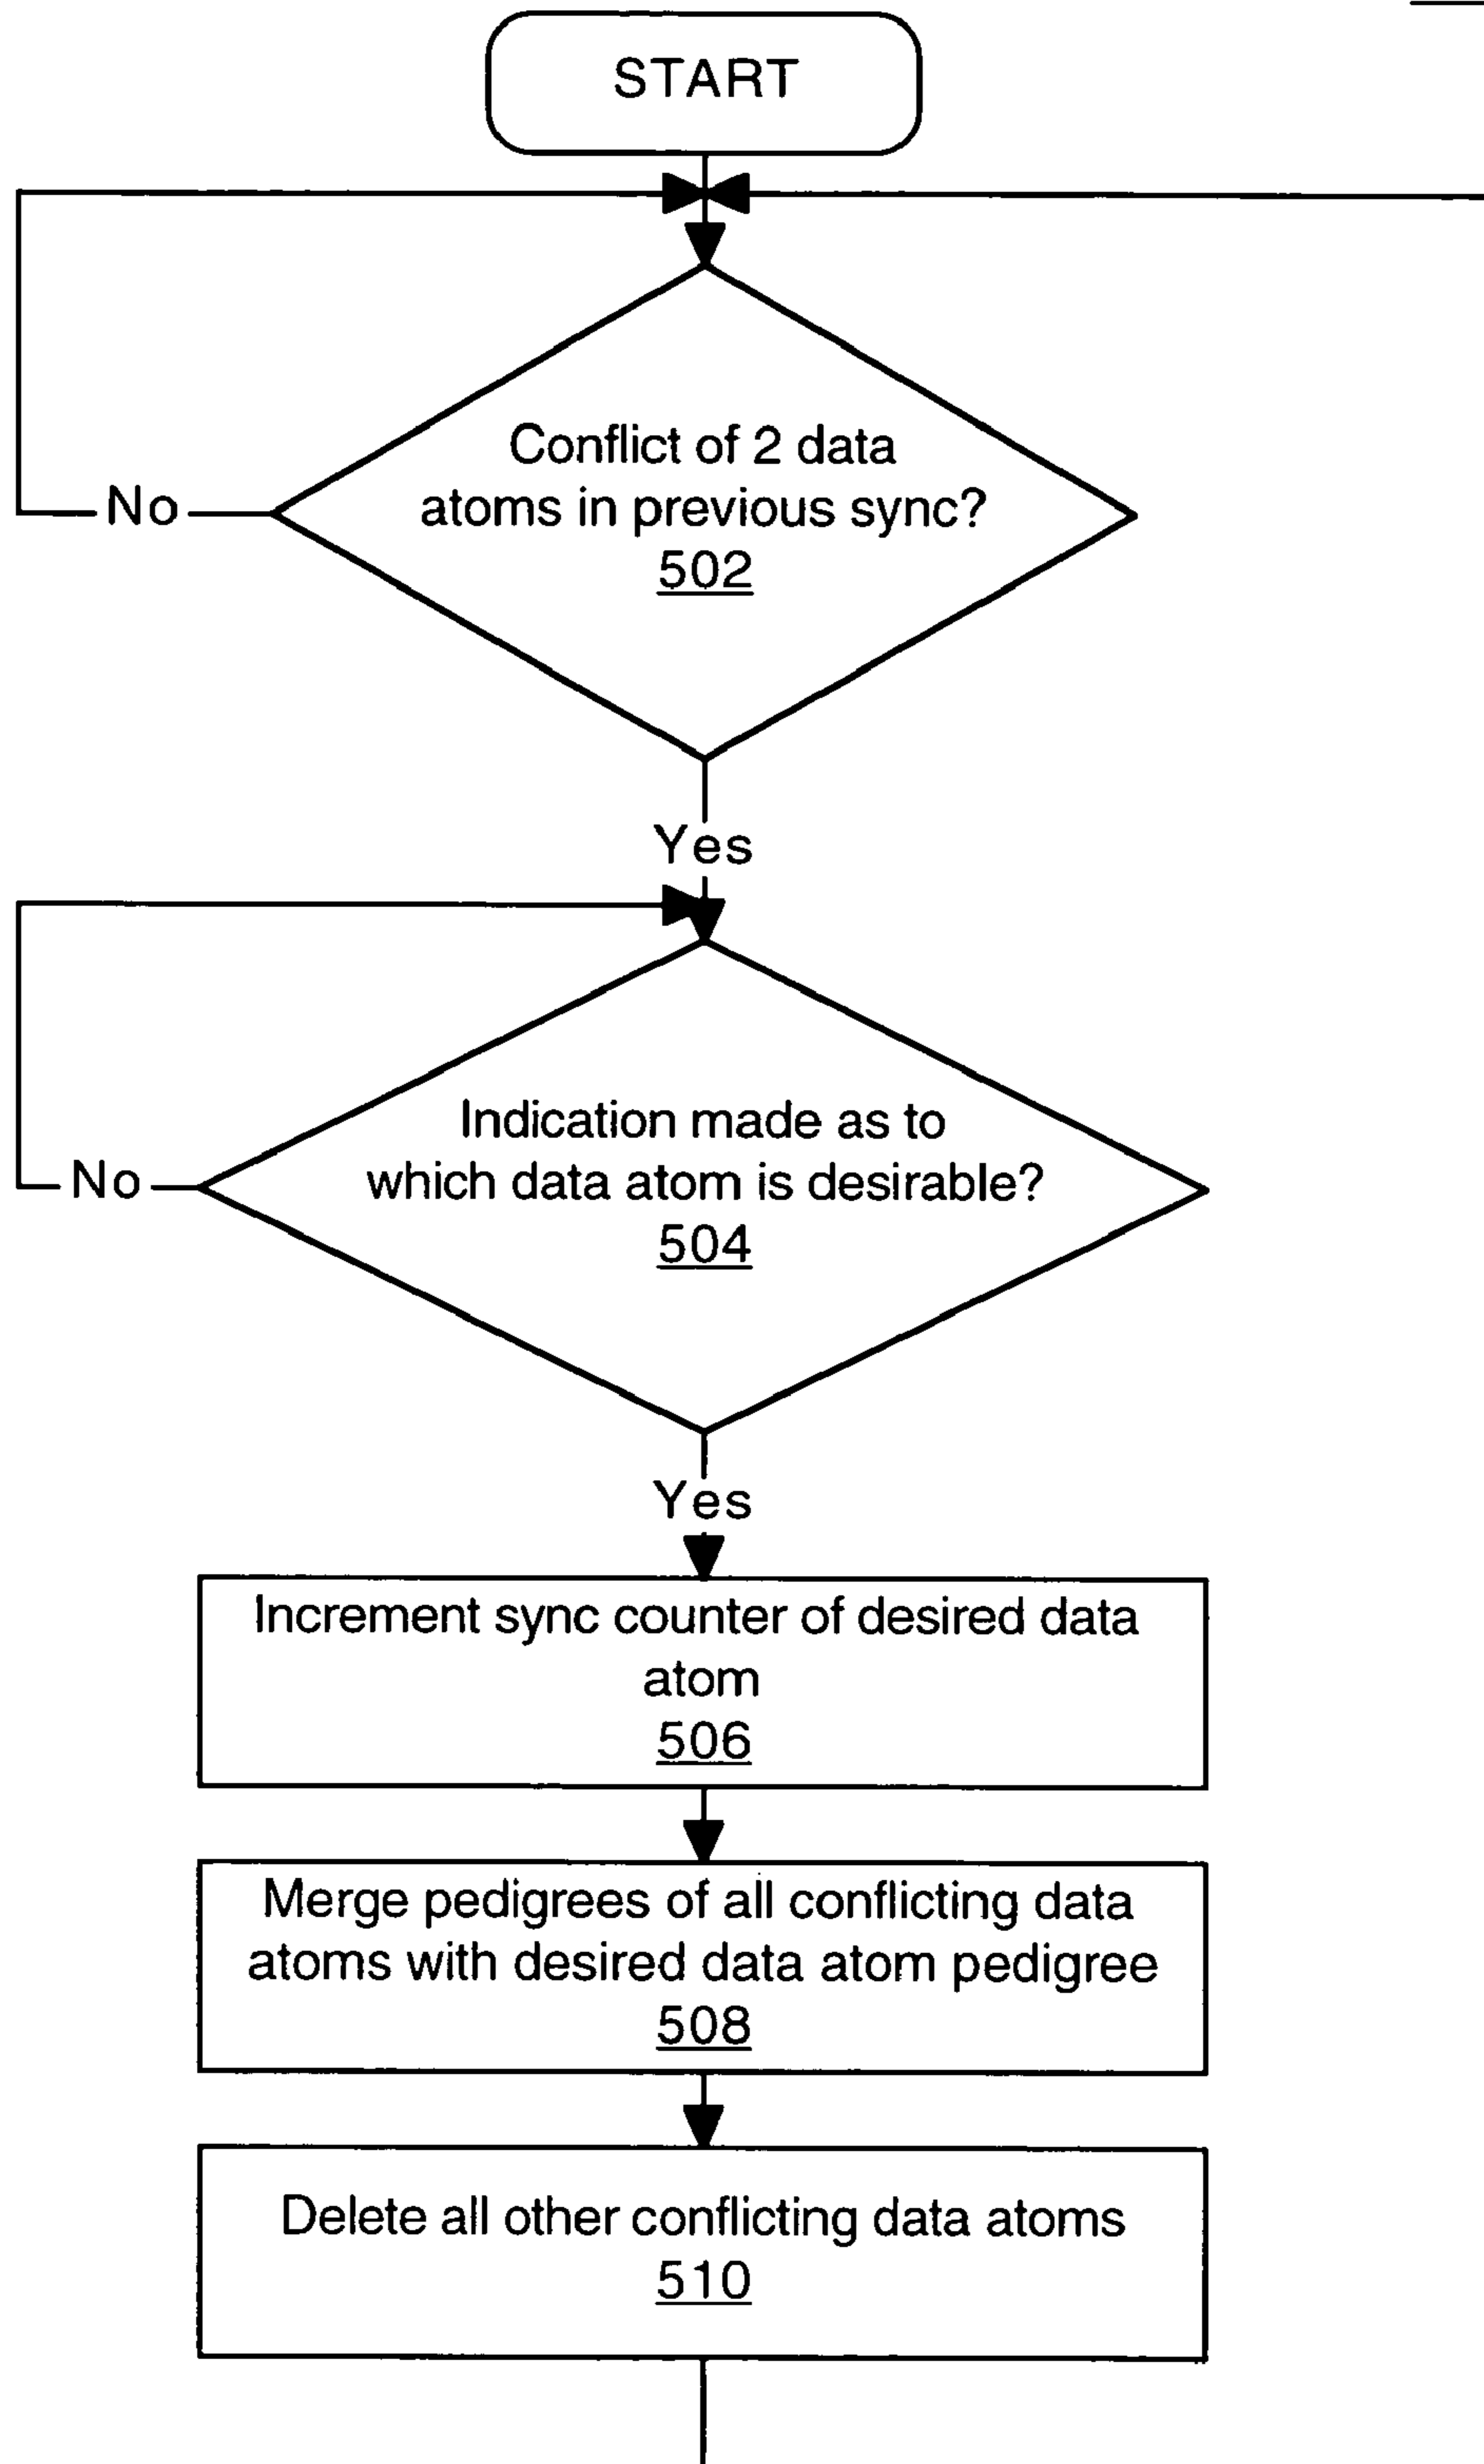 START
Conflict of 2 data
atoms in previous sync?
502
No
Yes
Indication made as to
which data atom is desirable?
504
No
Yes
Increment sync counter of desired data
atom
506
Merge pedigrees of all conflicting data
atoms with desired data atom pedigree
508
Delete all other conflicting data atoms
510